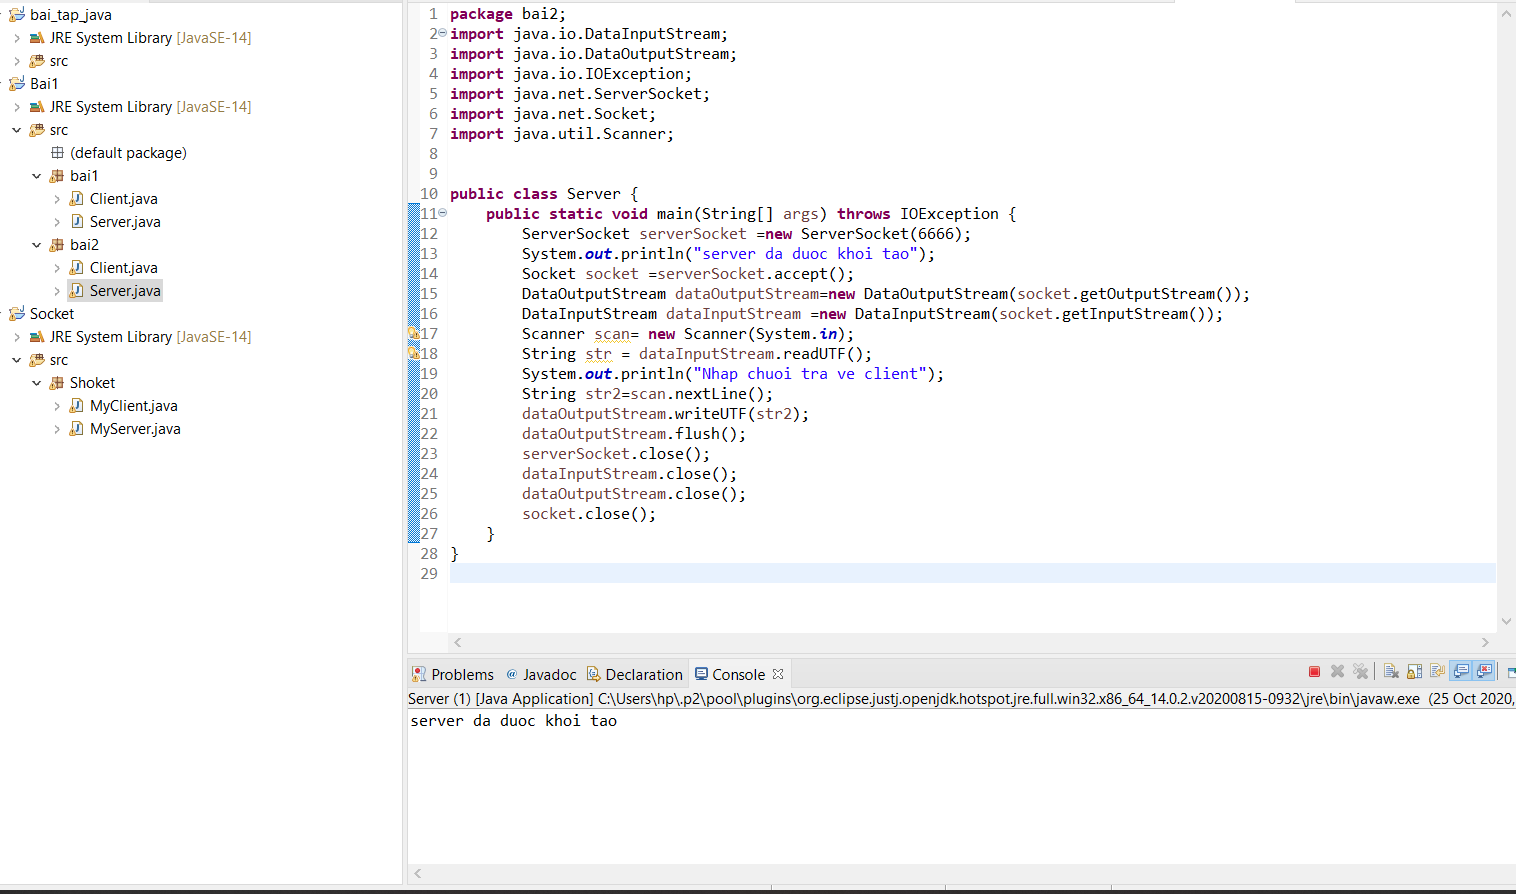 bai_tap_java
JRE System Library [JavaSE-14]
src
Bai1
JRE System Library [JavaSE-14]
src
(default package)
bai1
Client.java
Server.java
bai2
Client.java
Server.java
Socket
JRE System Library [JavaSE-14]
src
Shoket
MyClient.java
MyServer.java
1 package bai2;
2 import java.io.DataInputStream;
3 import java.io.DataOutputStream;
4 import java.io.IOException;
5 import java.net.ServerSocket;
6 import java.net.Socket;
7 import java.util.Scanner;
8
9
10 public class Server {
11 public static void main(String[] args) throws IOException {
12 ServerSocket serverSocket =new ServerSocket(6666);
13 System.out.println("server da duoc khoi tao");
14 Socket socket =serverSocket.accept();
15 DataOutputStream dataOutputStream=new DataOutputStream(socket.getOutputStream());
16 DataInputStream dataInputStream =new DataInputStream(socket.getInputStream());
17 Scanner scan= new Scanner(System.in);
18 String str = dataInputStream.readUTF();
19 System.out.println("Nhap chuoi tra ve client");
20 String str2=scan.nextLine();
21 dataOutputStream.writeUTF(str2);
22 dataOutputStream.flush();
23 serverSocket.close();
24 dataInputStream.close();
25 dataOutputStream.close();
26 socket.close();
27 }
28 }
29
Problems @ Javadoc Declaration Console
Server (1) [Java Application] C:\Users\hp\.p2\pool\plugins\org.eclipse.justj.openjdk.hotspot.jre.full.win32.x86_64_14.0.2.v20200815-0932\jre\bin\javaw.exe (25 Oct 2020,
server da duoc khoi tao